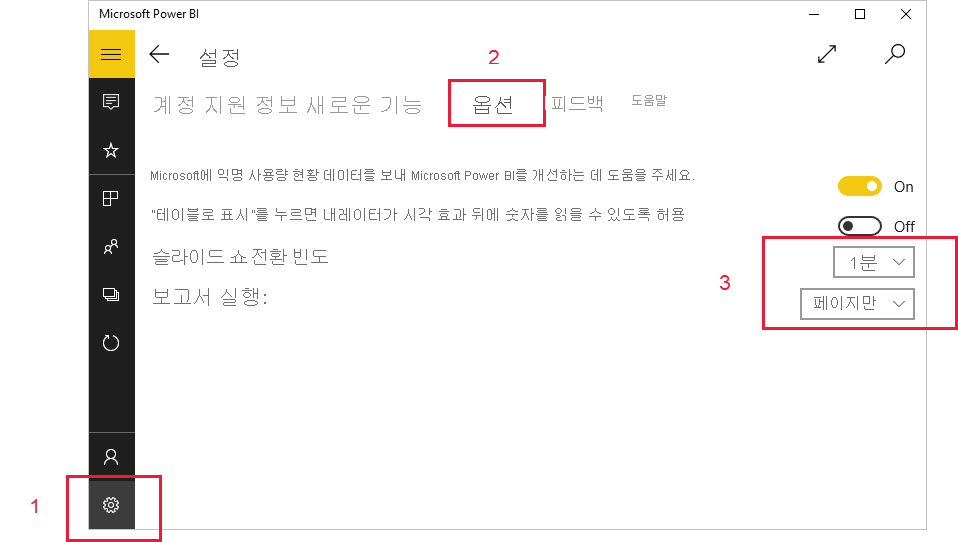 Microsoft Power BI
설정
2
계정 지원 정보 새로운 기능 옵션 피드백 도움말
Microsoft에 익명 사용량 현황 데이터를 보내 Microsoft Power BI를 개선하는 데 도움을 주세요.
On
"테이블로 표시"를 누르면 내레이터가 시각 효과 뒤에 숫자를 읽을 수 있도록 허용
Off
슬라이드 쇼 전환 빈도
1분
3
보고서 실행:
페이지만
1